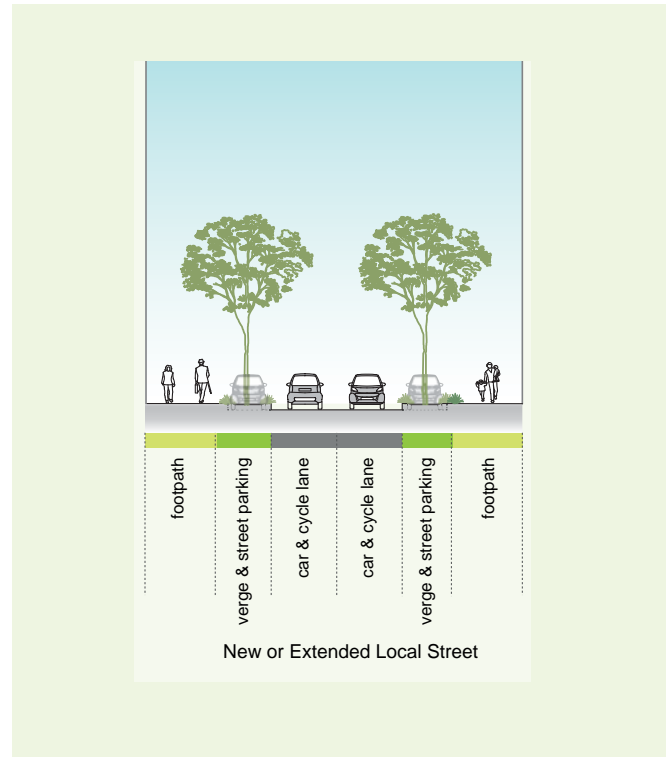 footpath
verge & street parking
car & cycle lane
car & cycle lane
verge & street parking
footpath
New or Extended Local Street